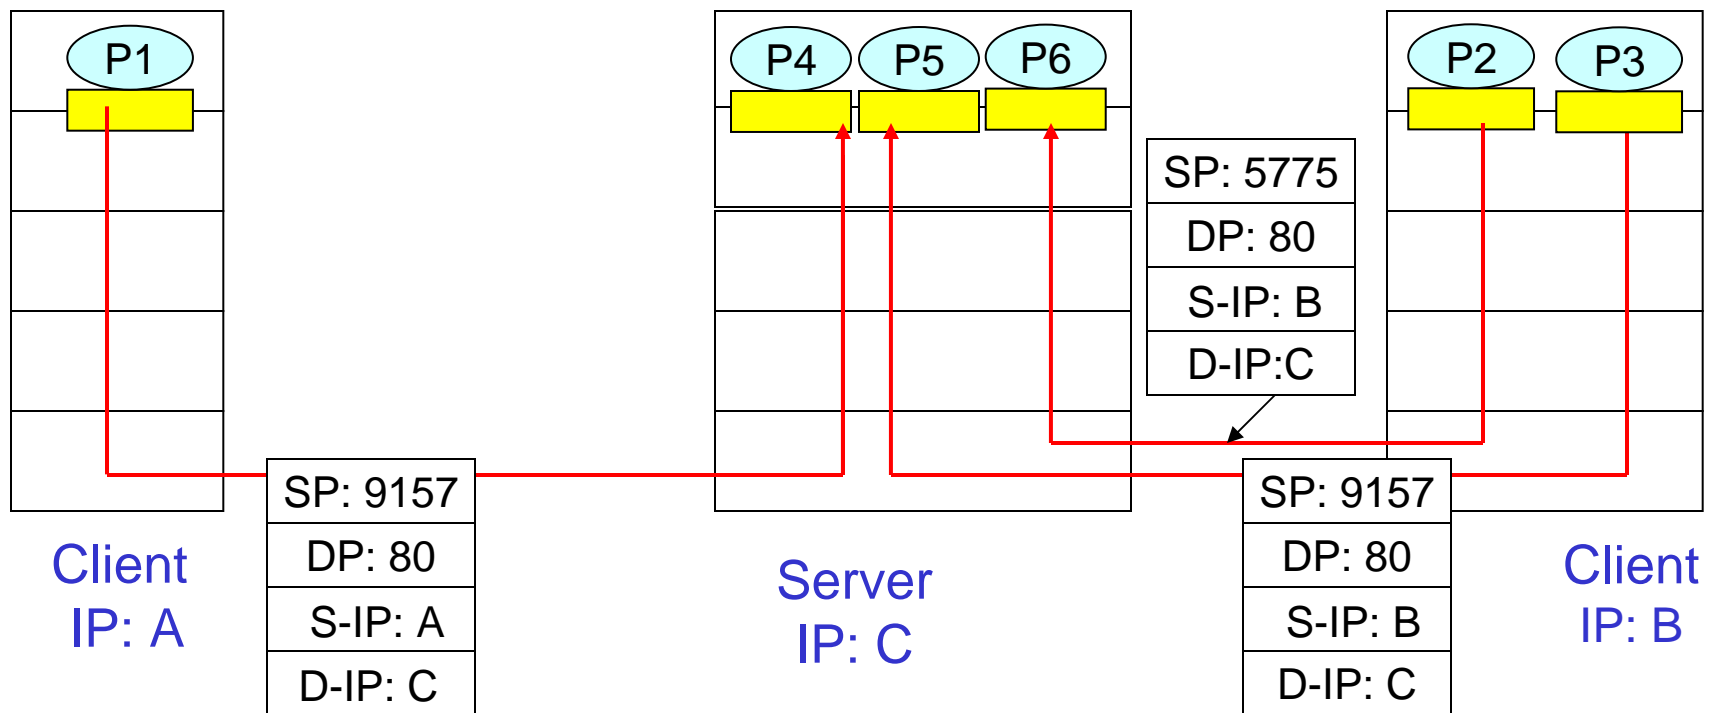 P1
P4
P5
P6
P2
P3
SP: 5775
DP: 80
S-IP: B
D-IP:C
SP: 9157
DP: 80
S-IP: A
D-IP: C
SP: 9157
DP: 80
S-IP: B
D-IP: C
Client
IP: A
Server
IP: C
Client
IP: B